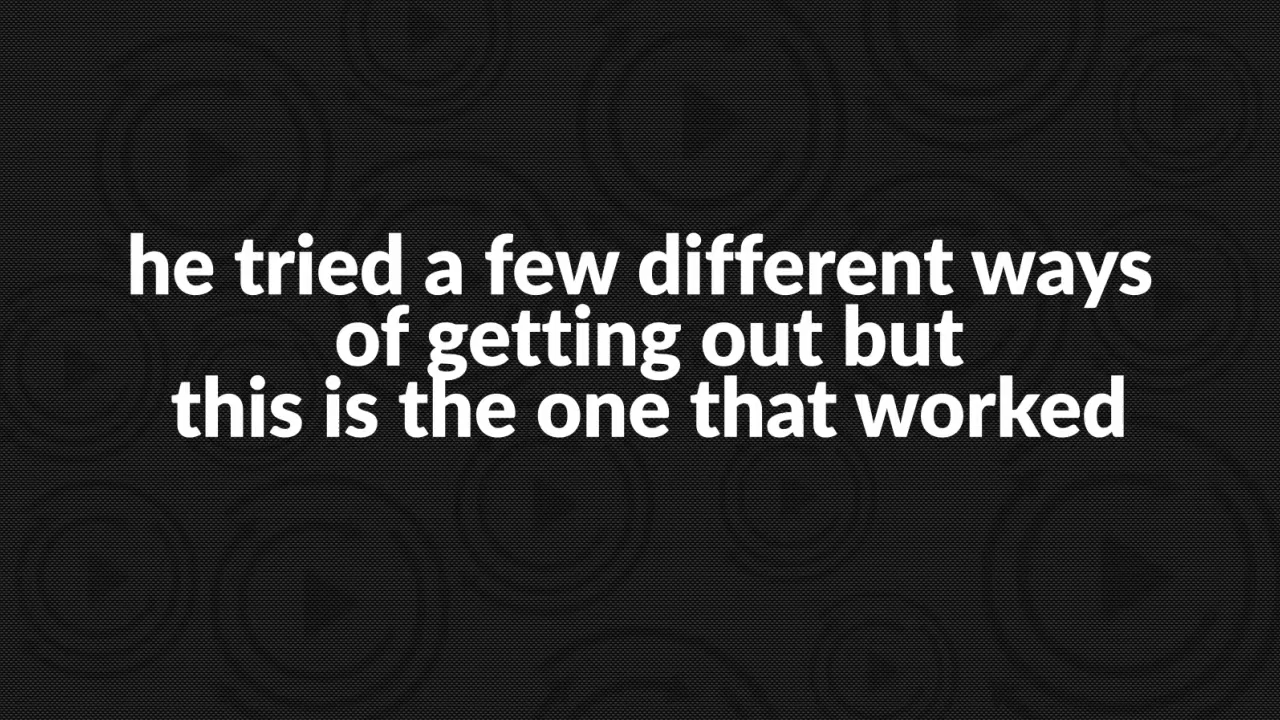 he tried a few different ways
of getting out but
this is the one that worked